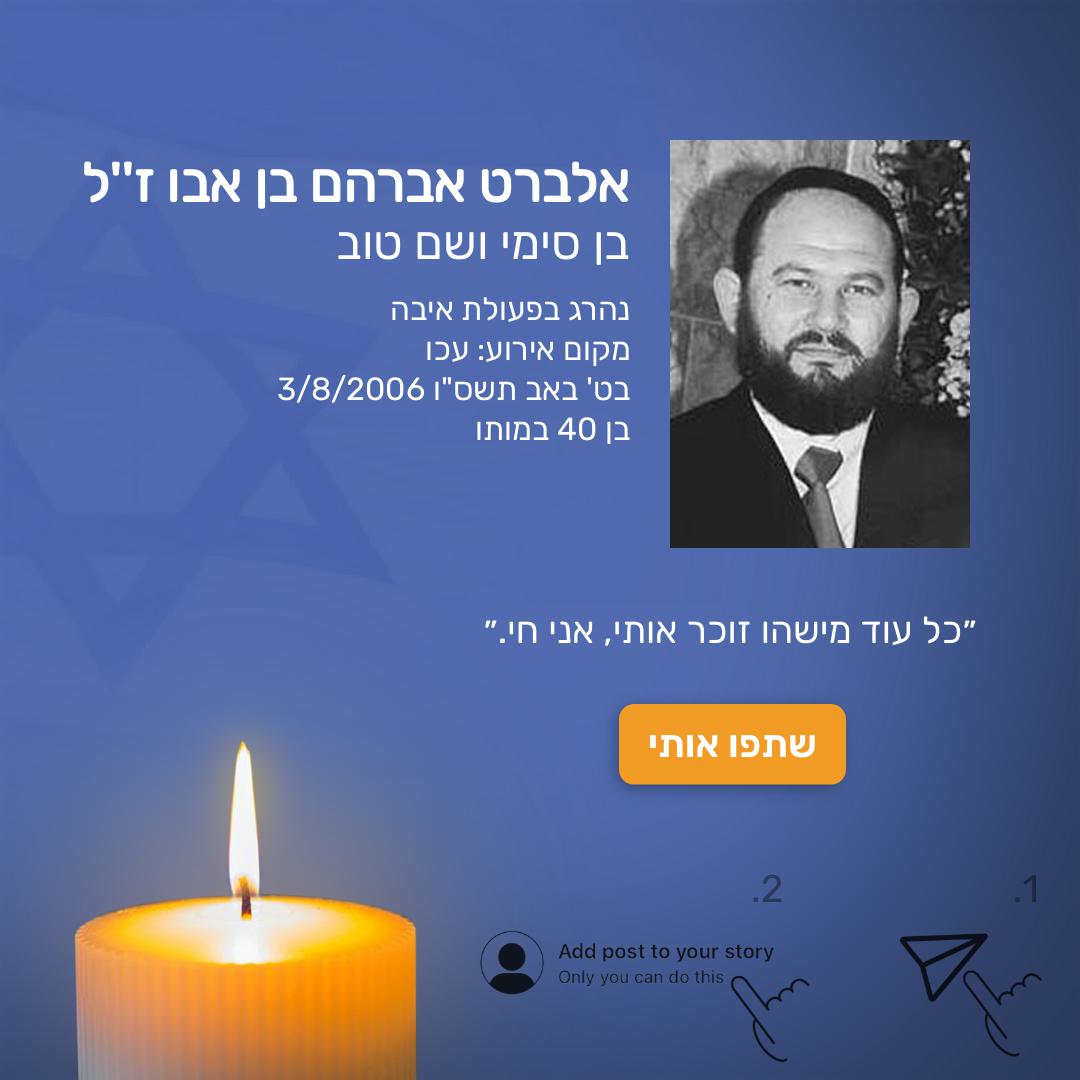 אלברט אברהם בן אבו ז''ל
בן סימי ושם טוב
נהרג בפעולת איבה
מקום אירוע: עכו
בט' באב תשס"ו 3/8/2006
בן 40 במותו
״כל עוד מישהו זוכר אותי, אני חי.״
שתפו אותי
1.
2.
Add post to your story
Only you can do this